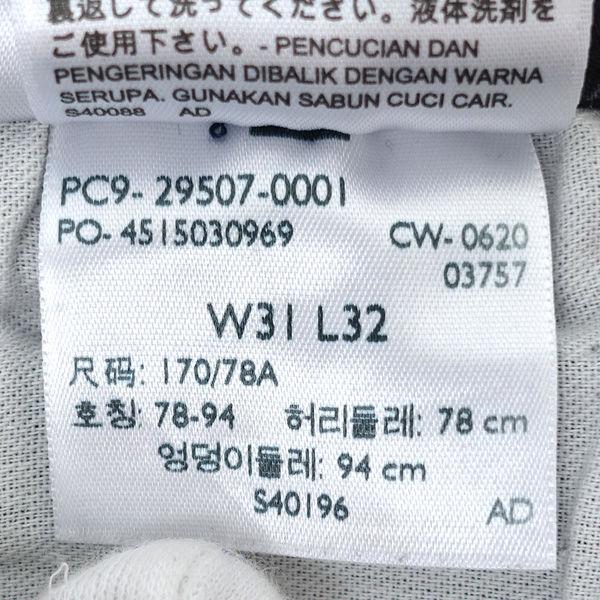 裏返して洗ってください。液体洗剤を
ご使用下さい。- PENCUCIAN DAN
PENGERINGAN DIBALIK DENGAN WARNA
SERUPA. GUNAKAN SABUN CUCI CAIR.
S40088 AD
PC9- 29507-0001
PO- 4515030969 CW- 0620
03757
W31 L32
尺码: 170/78A
호칭: 78-94 허리둘레: 78 cm
엉덩이둘레: 94 cm
S40196 AD